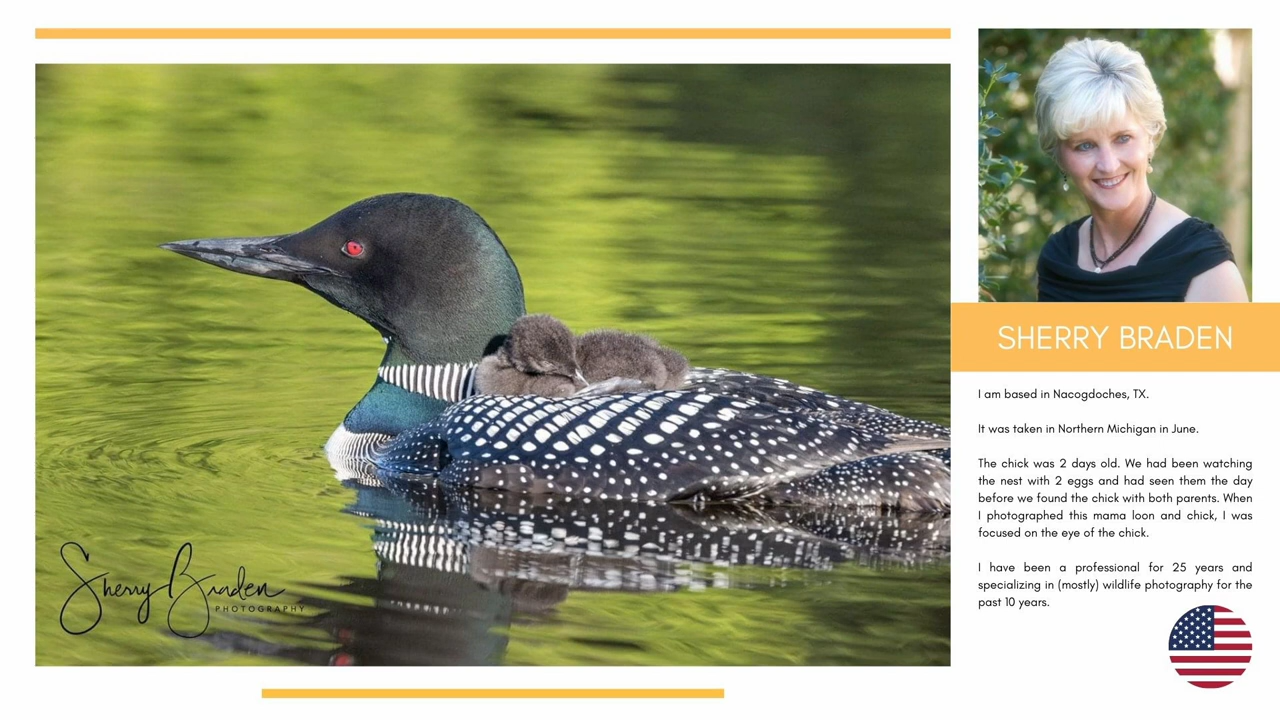 SHERRY BRADEN
I am based in Nacogdoches, TX.
It was taken in Northern Michigan in June.
The chick was 2 days old. We had been watching
the nest with 2 eggs and had seen them the day
before we found the chick with both parents. When
I photographed this mama loon and chick, I was
focused on the eye of the chick.
I have been a professional for 25 years and
specializing in (mostly) wildlife photography for the
past 10 years.
Sherry Braden
PHOTOGRAPHY